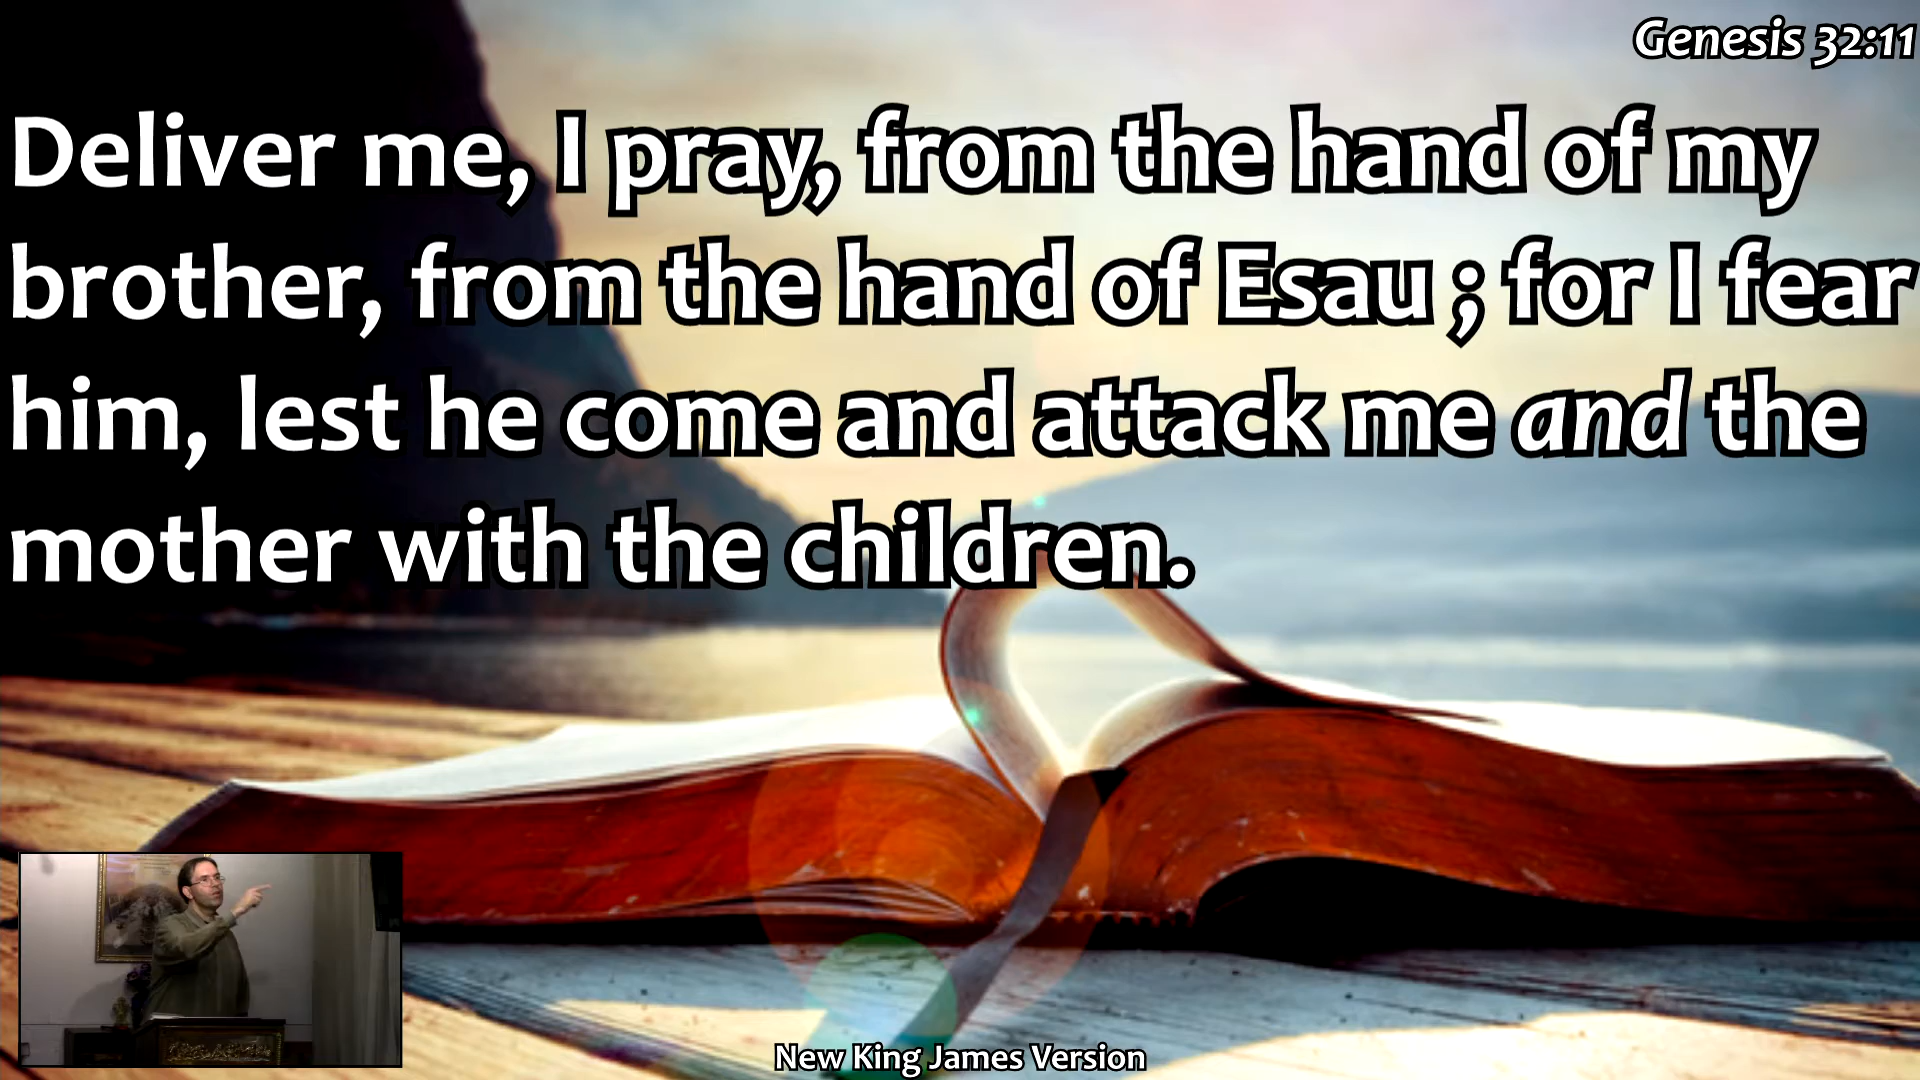 Genesis 32:11
Deliver me, I pray, from the hand of my
brother, from the hand of Esau ; for I fear
him, lest he come and attack me and the
mother with the children.
New King James Version